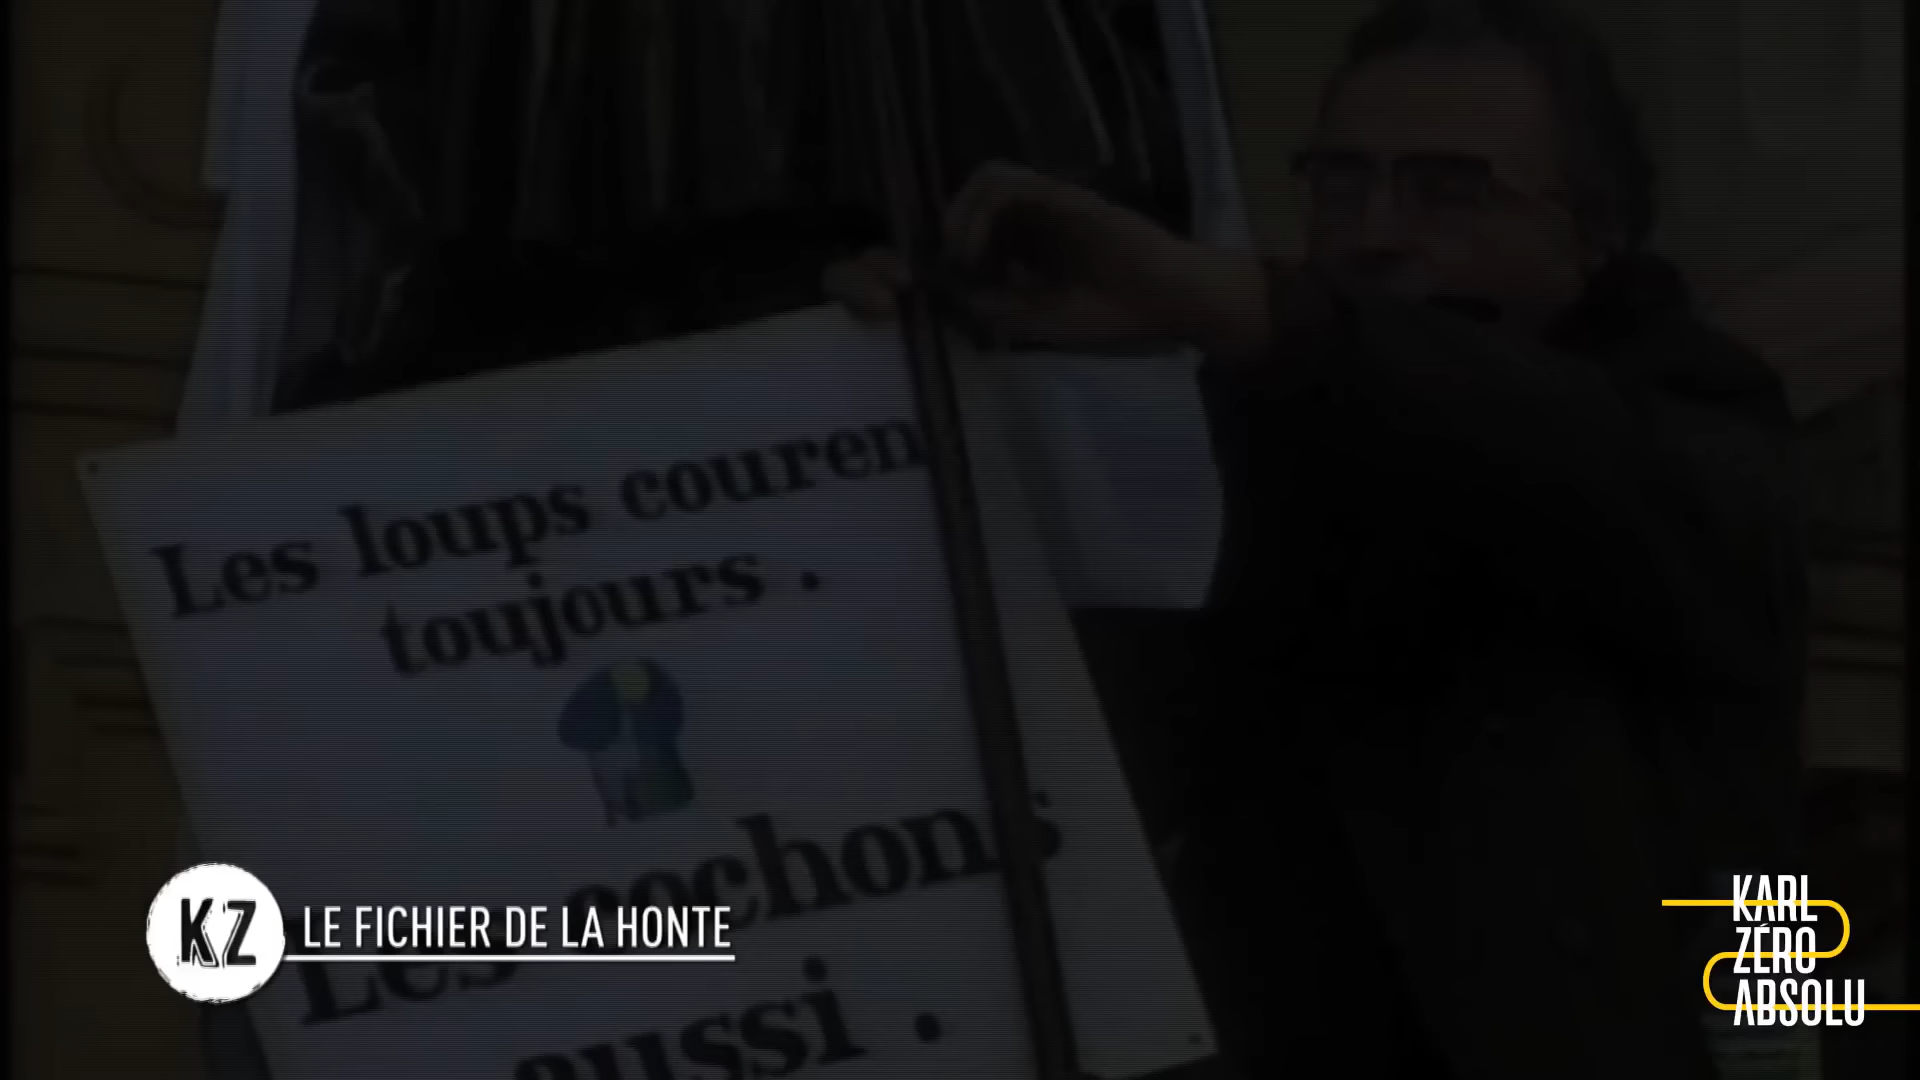 Les loups couren
toujours .
Les cochons
aussi .
KZ
LE FICHIER DE LA HONTE
KARL
ZÉRO
ABSOLU